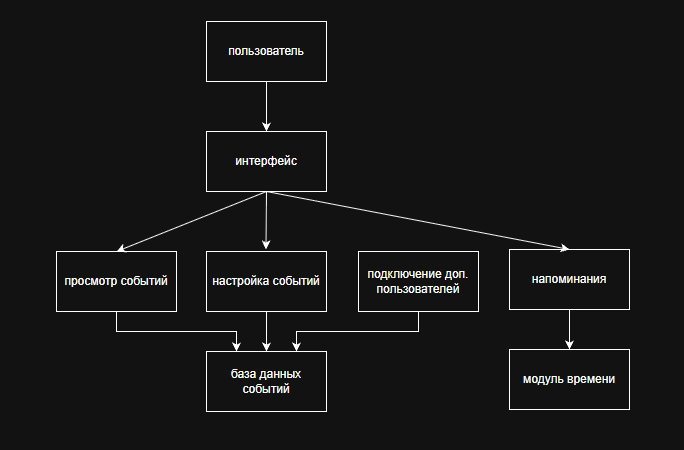 пользователь
интерфейс
просмотр событий
настройка событий
подключение доп.
пользователей
напоминания
база данных
событий
модуль времени